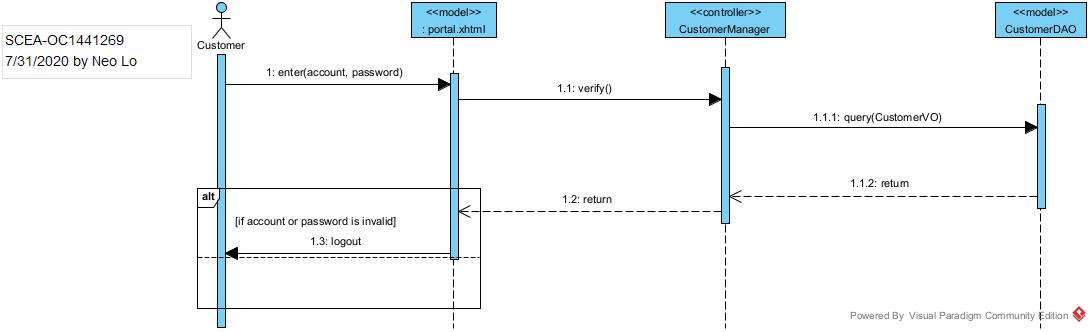 SCEA-OC1441269
7/31/2020 by Neo Lo
Customer
<<model>>
: portal.xhtml
<<controller>>
CustomerManager
<<model>>
CustomerDAO
1: enter(account, password)
1.1: verify()
1.1.1: query(CustomerVO)
1.1.2: return
1.2: return
alt
[if account or password is invalid]
1.3: logout
Powered By Visual Paradigm Community Edition